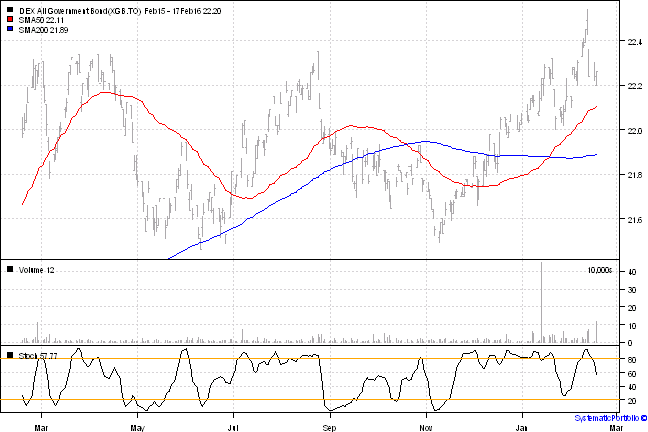 DEX All Government Bond(XGB.TO) Feb15 - 17Feb16 22.20
SMA50 22.11
SMA200 21.89
22.4
22.2
22.0
21.8
21.6
Volume 12
10,000s
40
30
20
10
0
Stoch 57.77
80
60
40
20
Mar May Jul Sep Nov Jan Mar
SystematicPortfolio ©